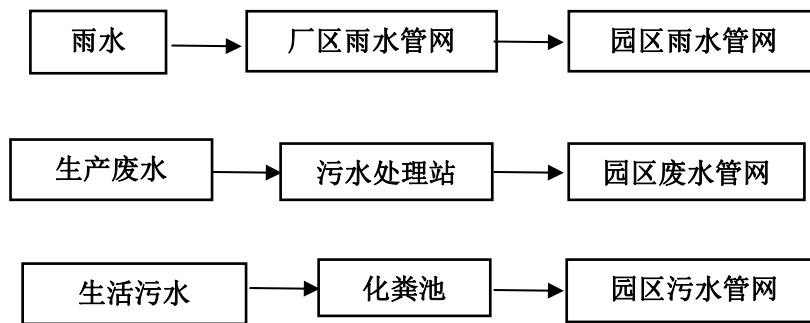 雨水
厂区雨水管网
园区雨水管网
生产废水
污水处理站
园区废水管网
生活污水
化粪池
园区污水管网